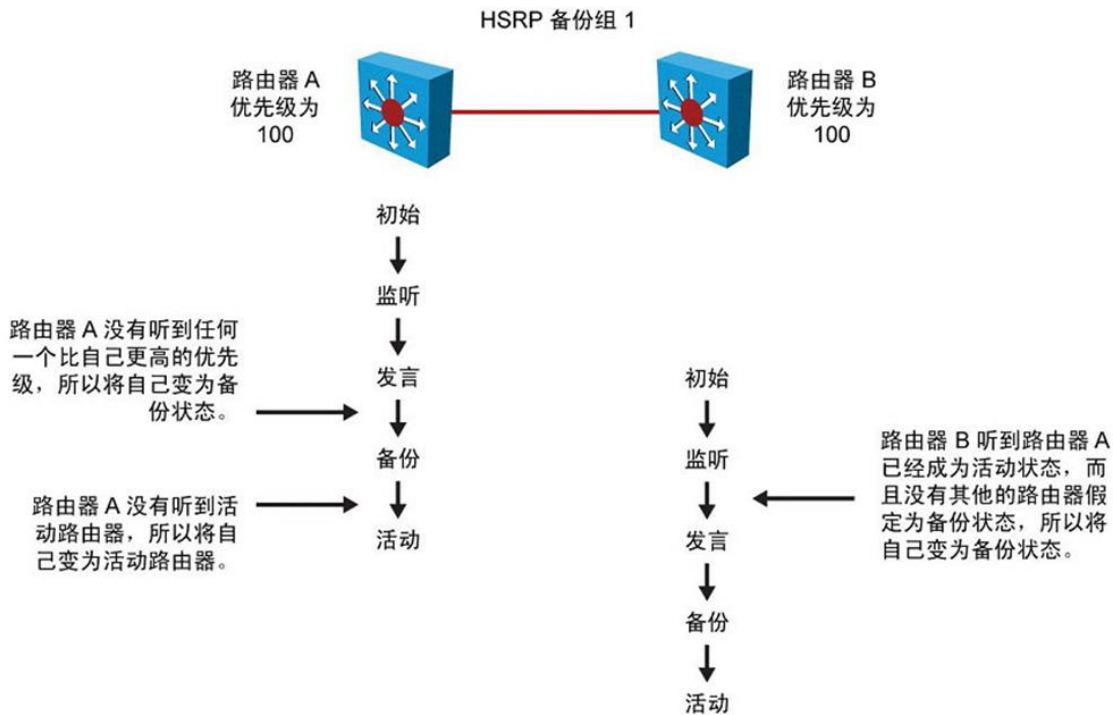 HSRP 备份组 1
路由器 A
优先级为
100
路由器 B
优先级为
100
初始
监听
发言
备份
活动
路由器 A 没有听到任何
一个比自己更高的优先
级，所以将自己变为备
份状态。
路由器 A 没有听到活
动路由器，所以将自
己变为活动路由器。
初始
监听
发言
备份
活动
路由器 B 听到路由器 A
已经成为活动状态，而
且没有其他的路由器假
定为备份状态，所以将
自己变为备份状态。